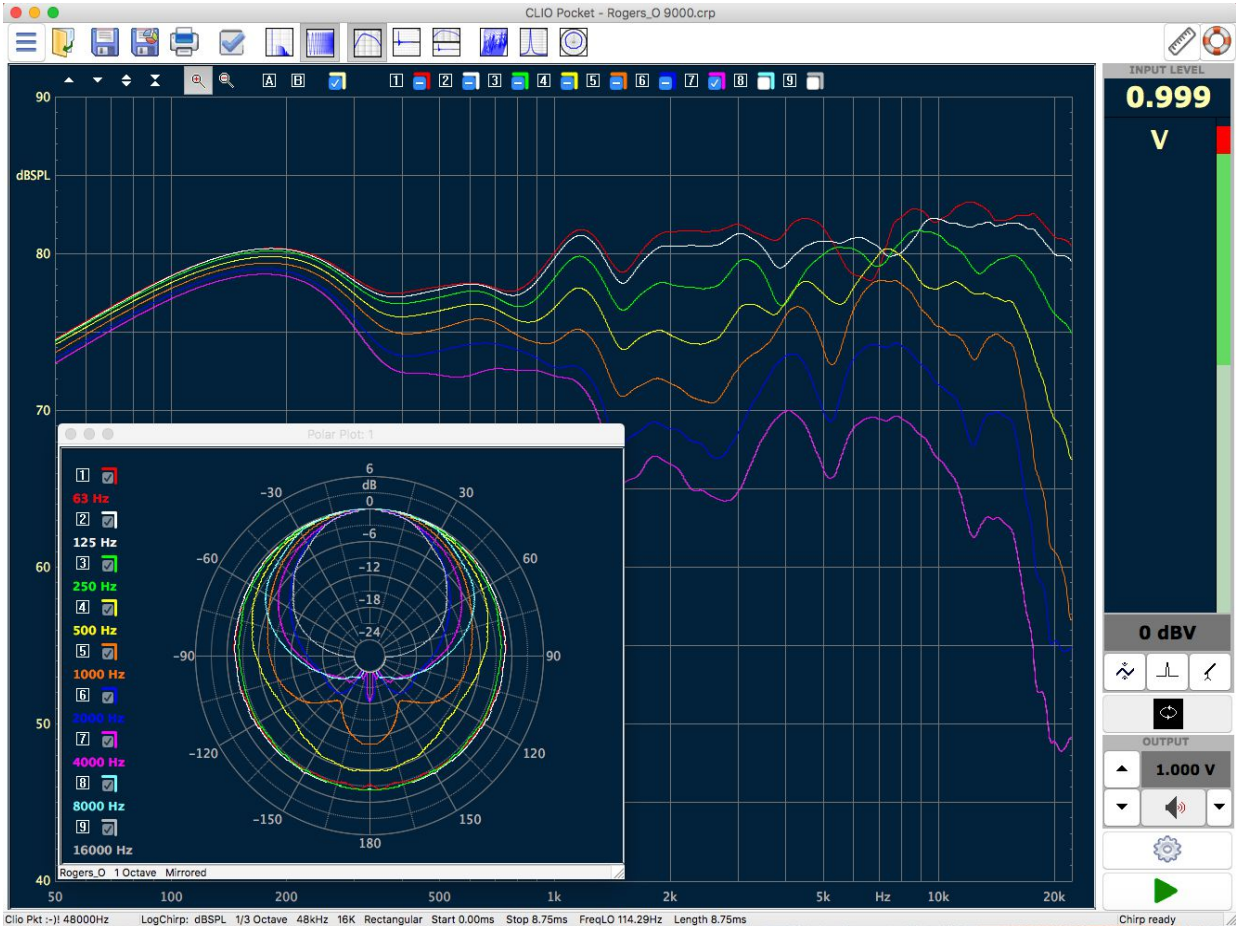 CLIO Pocket - Rogers_O 9000.crp
INPUT LEVEL
0.999
V
A B 1 2 3 4 5 6 7 8 9
90
dBSPL
80
70
60
50
40
50 100 200 500 1k 2k 5k Hz 10k 20k
Polar Plot: 1
1
63 Hz
2
125 Hz
3
250 Hz
4
500 Hz
5
1000 Hz
6
2000 Hz
7
4000 Hz
8
8000 Hz
9
16000 Hz
6
dB
0
-6
-12
-18
-24
-30 30
-60 60
-90 90
-120 120
-150 150
180
Rogers_O 1 Octave Mirrored
0 dBV
OUTPUT
1.000 V
Clio Pkt :-)! 48000Hz LogChirp: dBSPL 1/3 Octave 48kHz 16K Rectangular Start 0.00ms Stop 8.75ms FreqLO 114.29Hz Length 8.75ms Chirp ready